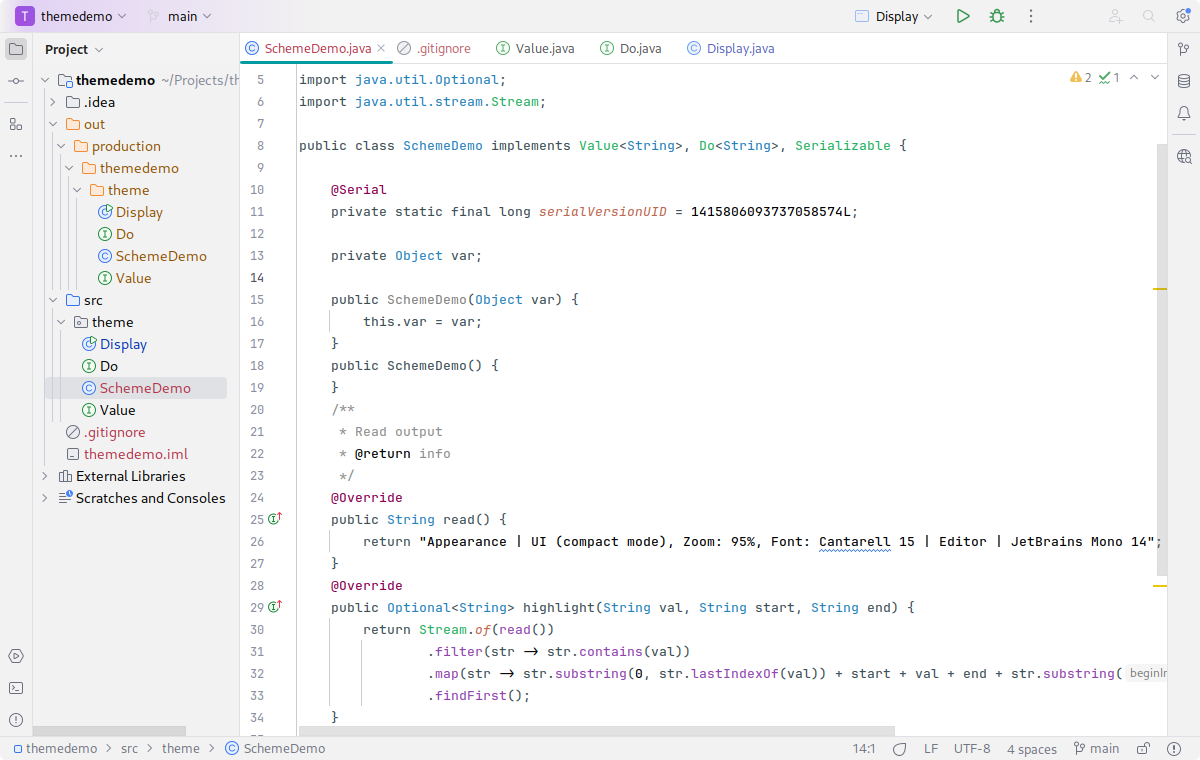 T themedemo main Display
Project
SchemeDemo.java .gitignore Value.java Do.java Display.java
themedemo ~/Projects/th
.idea
out
production
themedemo
theme
Display
Do
SchemeDemo
Value
src
theme
Display
Do
SchemeDemo
Value
.gitignore
themedemo.iml
External Libraries
Scratches and Consoles
2 1
5 import java.util.Optional;
6 import java.util.stream.Stream;
7
8 public class SchemeDemo implements Value<String>, Do<String>, Serializable {
9
10 @Serial
11 private static final long serialVersionUID = 1415806093737058574L;
12
13 private Object var;
14
15 public SchemeDemo(Object var) {
16 this.var = var;
17 }
18 public SchemeDemo() {
19 }
20 /**
21 * Read output
22 * @return info
23 */
24 @Override
25 public String read() {
26 return "Appearance | UI (compact mode), Zoom: 95%, Font: Cantarell 15 | Editor | JetBrains Mono 14";
27 }
28 @Override
29 public Optional<String> highlight(String val, String start, String end) {
30 return Stream.of(read())
31 .filter(str → str.contains(val))
32 .map(str → str.substring(0, str.lastIndexOf(val)) + start + val + end + str.substring( beginIn
33 .findFirst();
34 }
themedemo > src > theme > SchemeDemo
14:1 LF UTF-8 4 spaces main